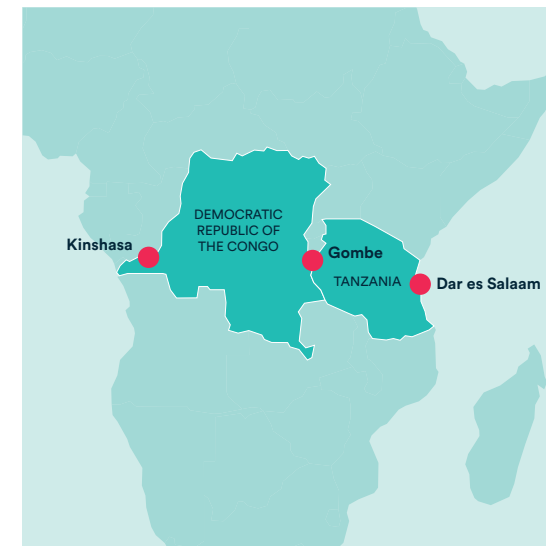 DEMOCRATIC
REPUBLIC OF
THE CONGO
Kinshasa
Gombe
TANZANIA
Dar es Salaam